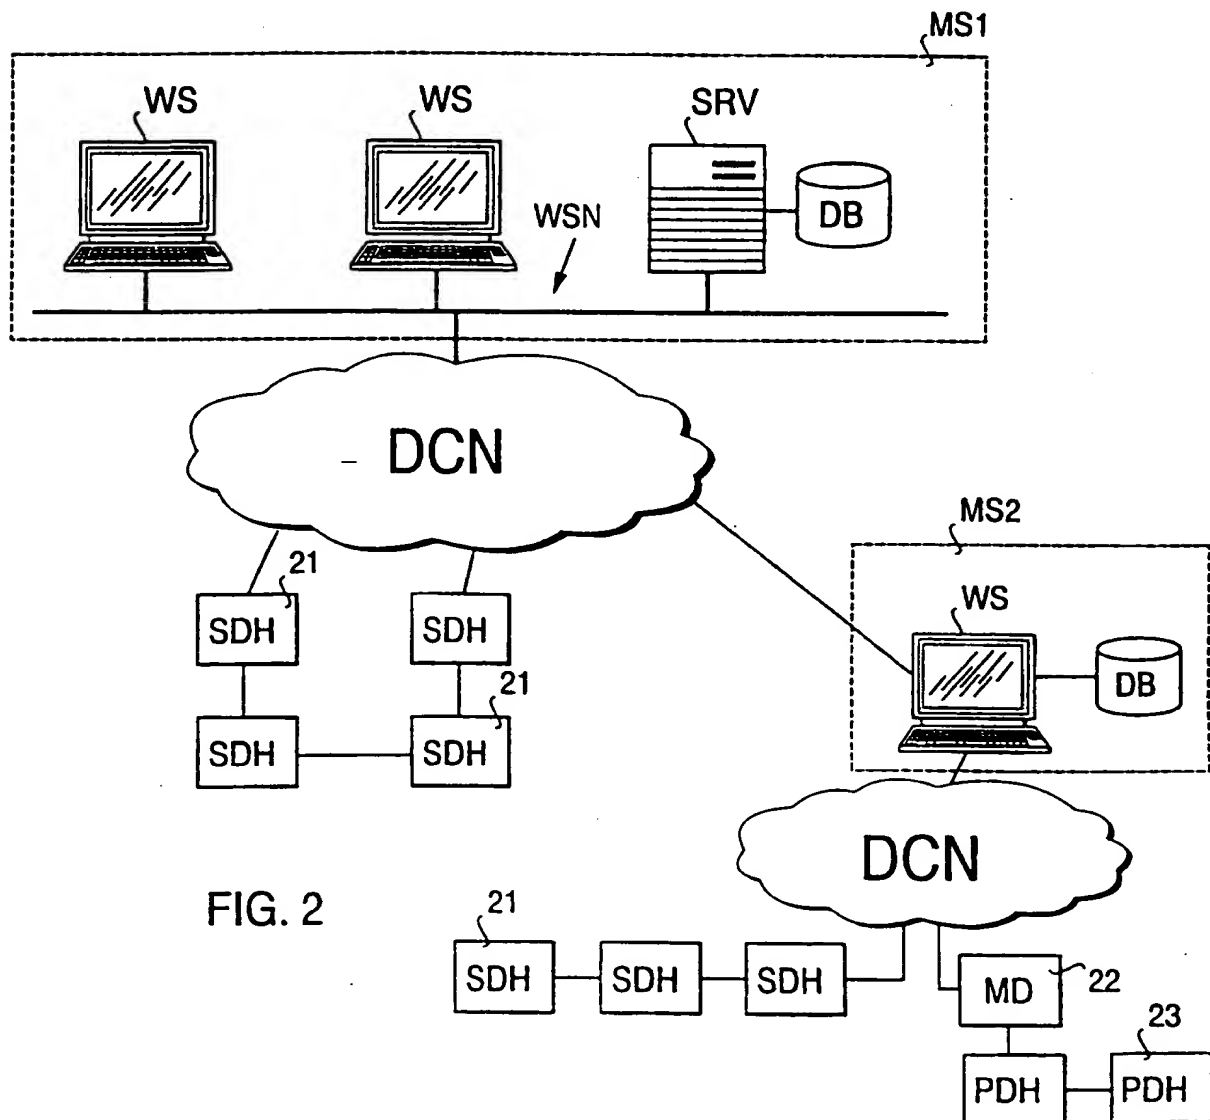 MS1
WS
WS
SRV
WSN
DB
DCN
MS2
WS
DB
21
SDH
SDH
21
SDH
SDH
DCN
FIG. 2
21
SDH
SDH
SDH
MD
22
23
PDH
PDH